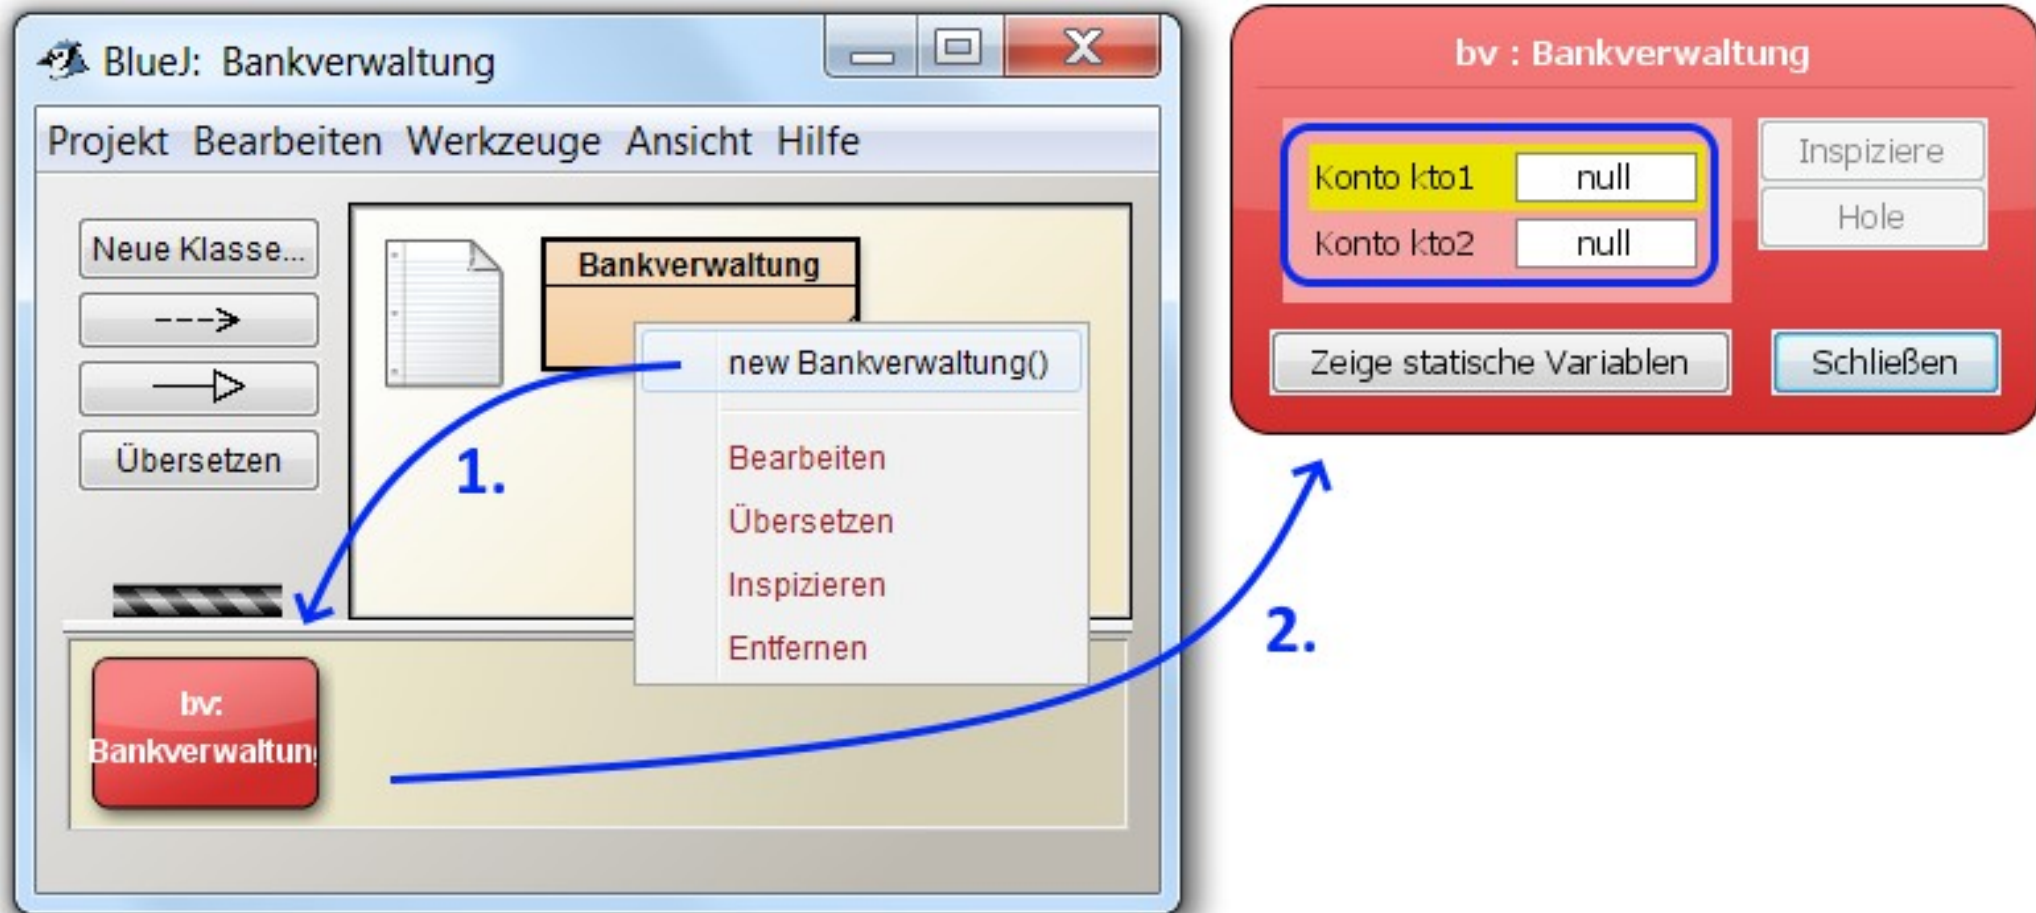 BlueJ: Bankverwaltung
Projekt Bearbeiten Werkzeuge Ansicht Hilfe
Neue Klasse...
Übersetzen
Bankverwaltung
new Bankverwaltung()
Bearbeiten
Übersetzen
Inspizieren
Entfernen
1.
bv:
Bankverwaltun
2.
bv : Bankverwaltung
Konto kto1 null
Konto kto2 null
Inspiziere
Hole
Zeige statische Variablen
Schließen